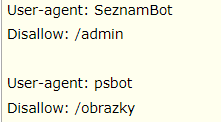 User-agent: SeznamBot
Disallow: /admin

User-agent: psbot
Disallow: /obrazky